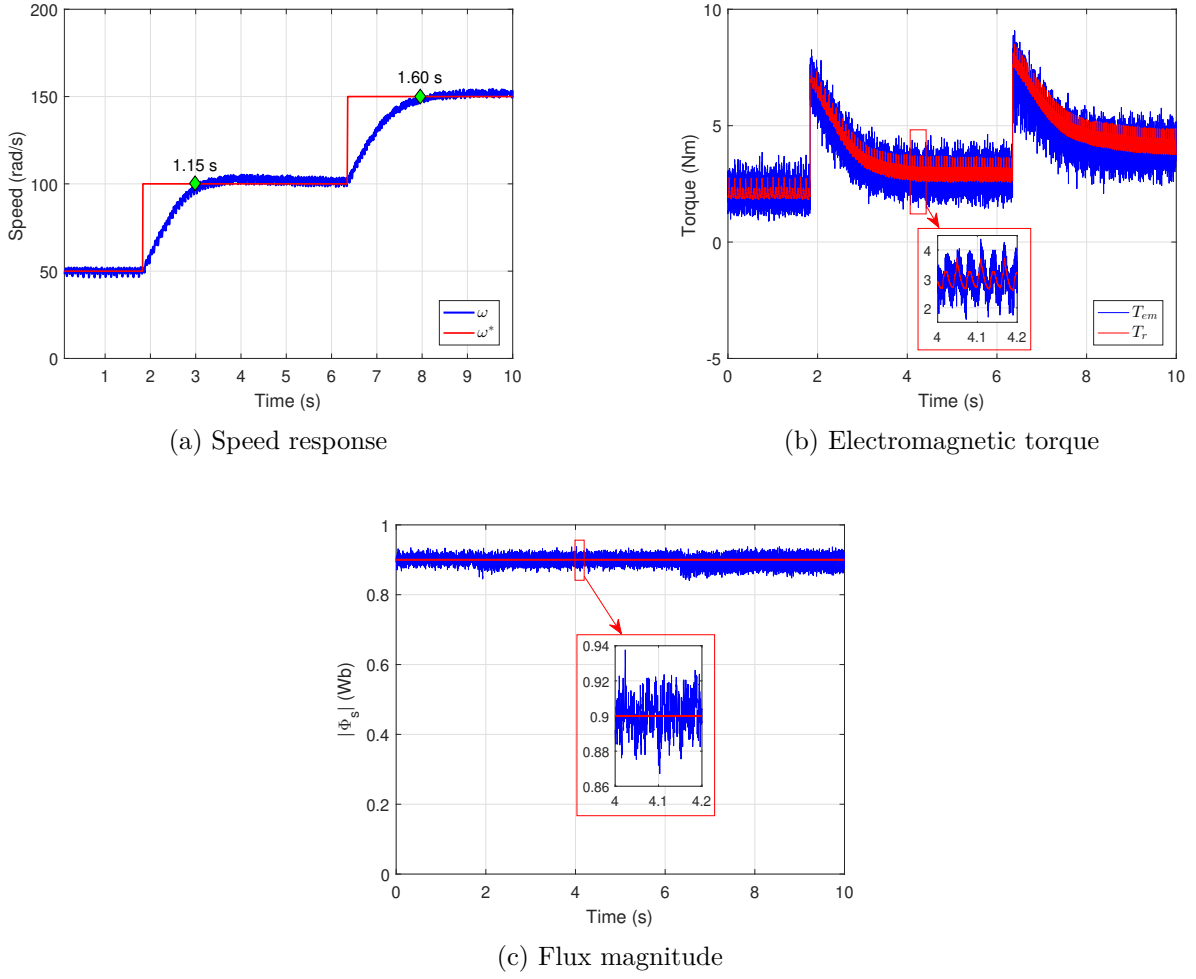 200
150
100
50
0
Speed (rad/s)
1.15 s
1.60 s
ω
ω*
1 2 3 4 5 6 7 8 9 10
Time (s)
(a) Speed response
10
5
0
-5
Torque (Nm)
4
3
2
4 4.1 4.2
T_em
T_r
0 2 4 6 8 10
Time (s)
(b) Electromagnetic torque
1
0.8
0.6
0.4
0.2
0
|Φ_s| (Wb)
0.94
0.92
0.9
0.88
0.86
4 4.1 4.2
0 2 4 6 8 10
Time (s)
(c) Flux magnitude